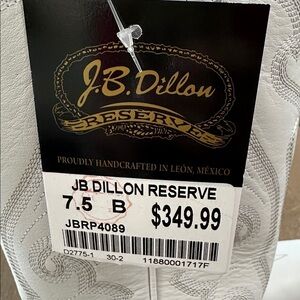 J.B. Dillon
RESERVE
PROUDLY HANDCRAFTED IN LEÓN, MÉXICO
JB DILLON RESERVE
7.5 B $349.99
JBRP4089
D2775-1 30-2 11880001717F